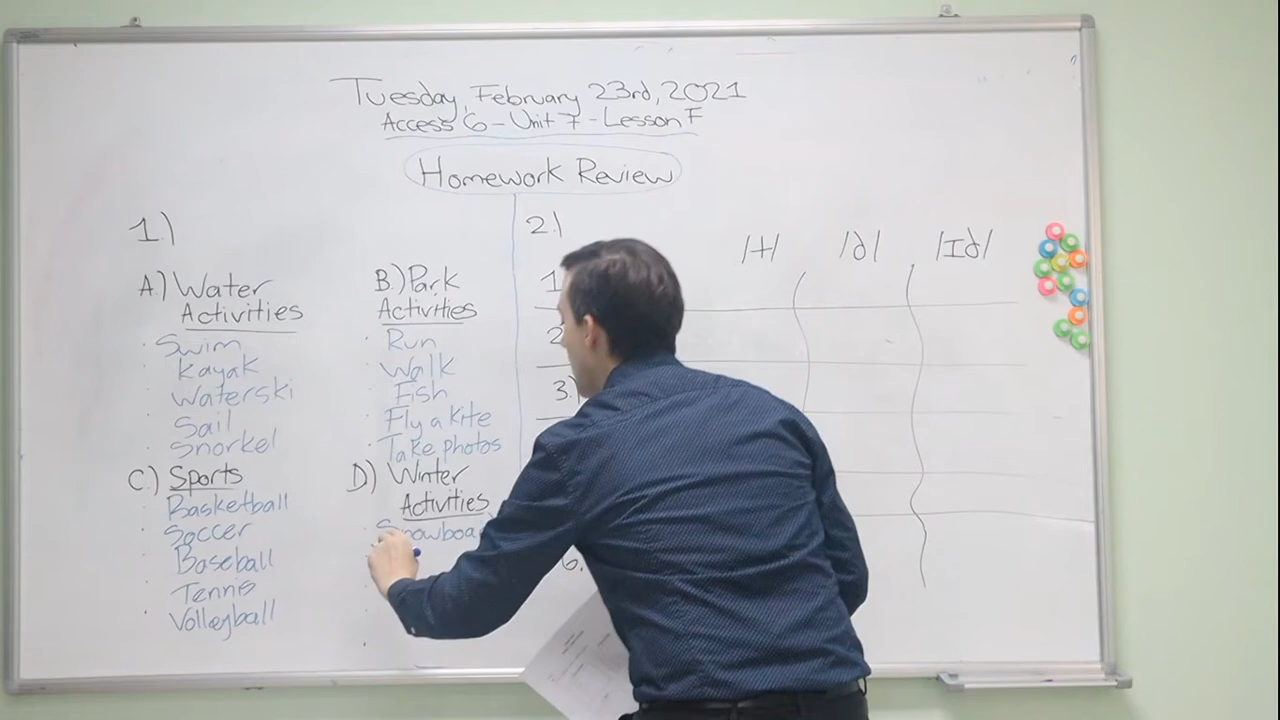 Tuesday, February 23rd, 2021
Access 6 - Unit 7 - Lesson F
Homework Review
1.)
A.) Water
Activities
Swim
Kayak
Waterski
Sail
Snorkel
B.) Park
Activities
Run
Walk
Fish
Fly a Kite
Take photos
C.) Sports
Basketball
Soccer
Baseball
Tennis
Volleyball
D.) Winter
Activities
2.)
/t/ /d/ /Id/
1
2
3.)
6.